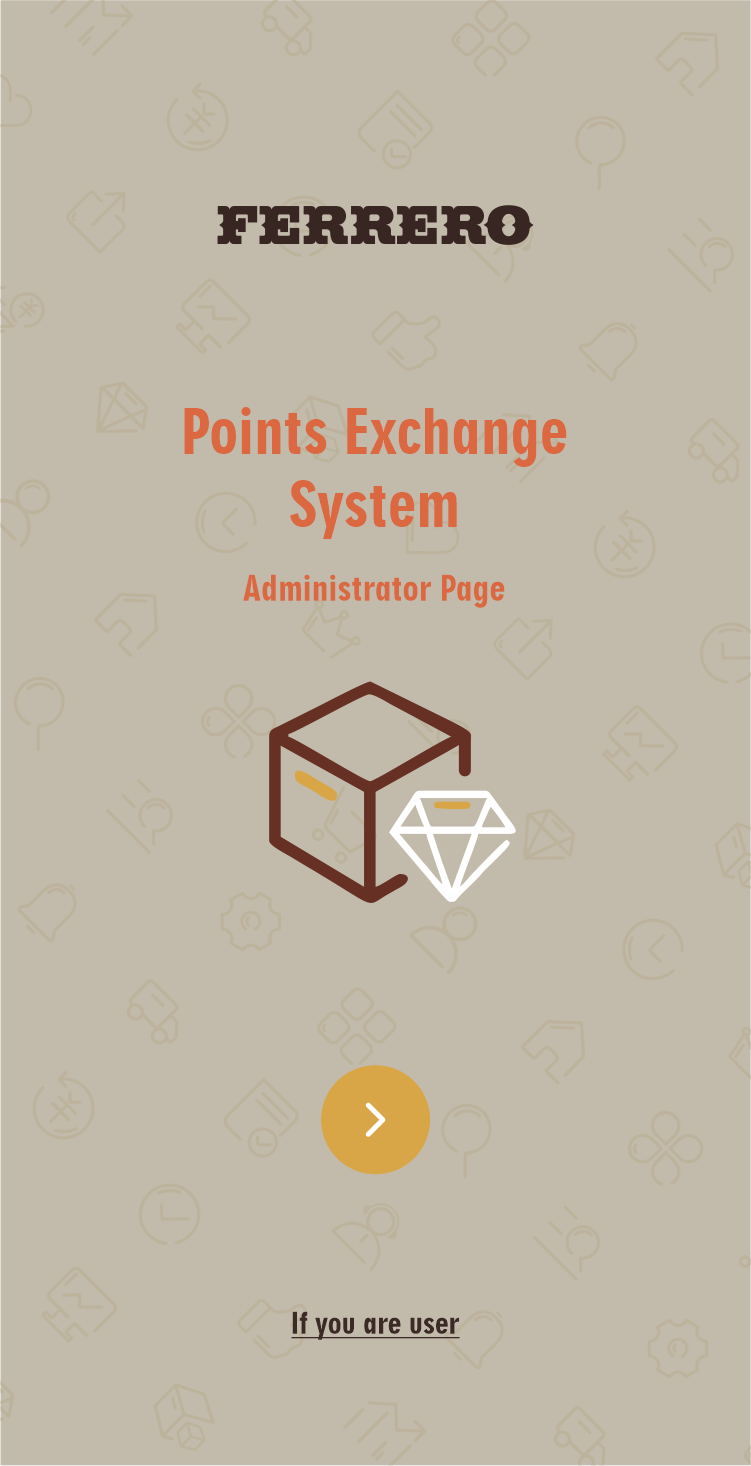 FERRERO
Points Exchange
System
Administrator Page
If you are user